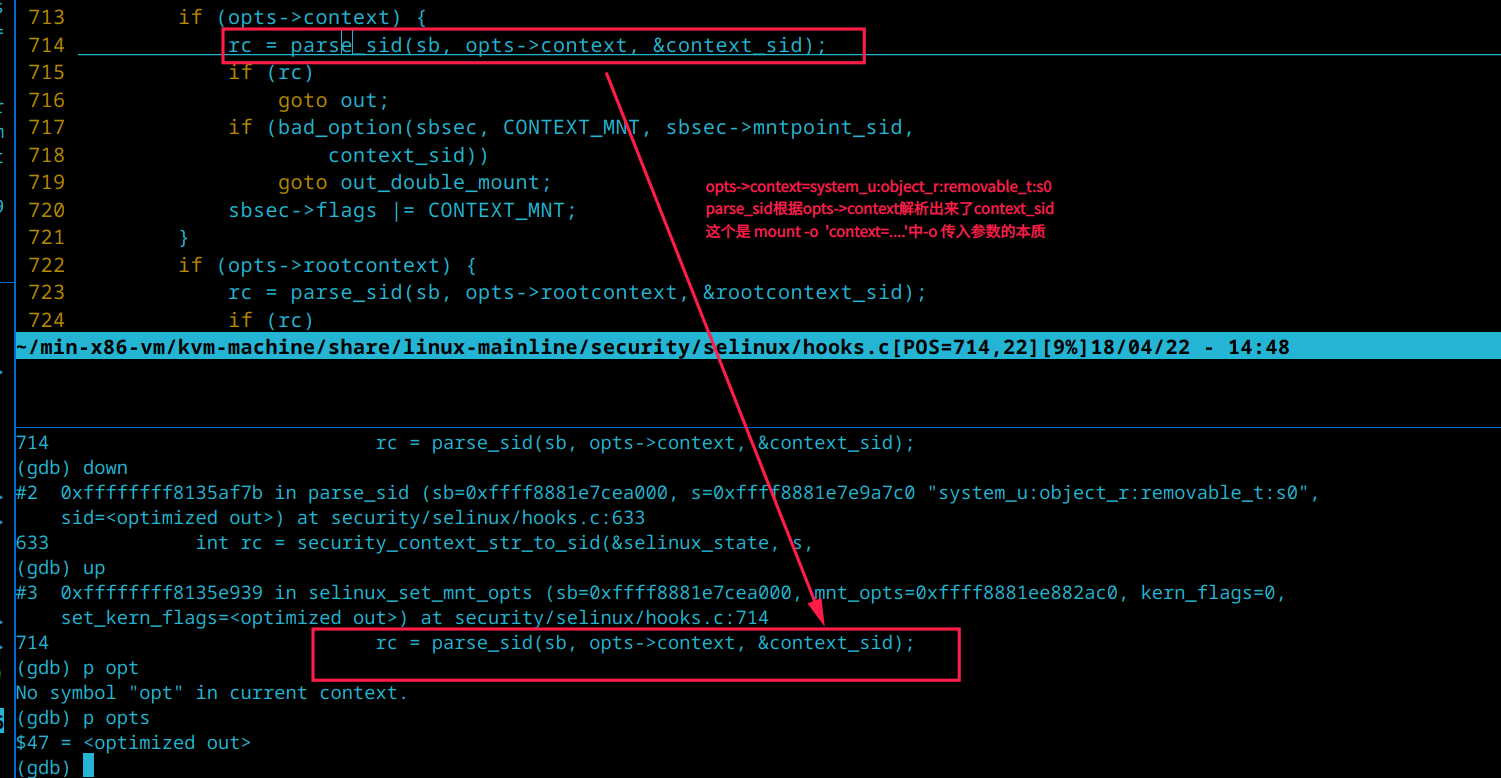 713 if (opts->context) {
714 rc = parse_sid(sb, opts->context, &context_sid);
715 if (rc)
716 goto out;
717 if (bad_option(sbsec, CONTEXT_MNT, sbsec->mntpoint_sid,
718 context_sid))
719 goto out_double_mount;
720 sbsec->flags |= CONTEXT_MNT;
721 }
722 if (opts->rootcontext) {
723 rc = parse_sid(sb, opts->rootcontext, &rootcontext_sid);
724 if (rc)
opts->context=system_u:object_r:removable_t:s0
parse_sid根据opts->context解析出来了context_sid
这个是 mount -o 'context=....'中-o 传入参数的本质
~/min-x86-vm/kvm-machine/share/linux-mainline/security/selinux/hooks.c[POS=714,22][9%]18/04/22 - 14:48
714 rc = parse_sid(sb, opts->context, &context_sid);
(gdb) down
#2 0xffffffff8135af7b in parse_sid (sb=0xffff8881e7cea000, s=0xffff8881e7e9a7c0 "system_u:object_r:removable_t:s0",
sid=<optimized out>) at security/selinux/hooks.c:633
633 int rc = security_context_str_to_sid(&selinux_state, s,
(gdb) up
#3 0xffffffff8135e939 in selinux_set_mnt_opts (sb=0xffff8881e7cea000, mnt_opts=0xffff8881ee882ac0, kern_flags=0,
set_kern_flags=<optimized out>) at security/selinux/hooks.c:714
714 rc = parse_sid(sb, opts->context, &context_sid);
(gdb) p opt
No symbol "opt" in current context.
(gdb) p opts
$47 = <optimized out>
(gdb)